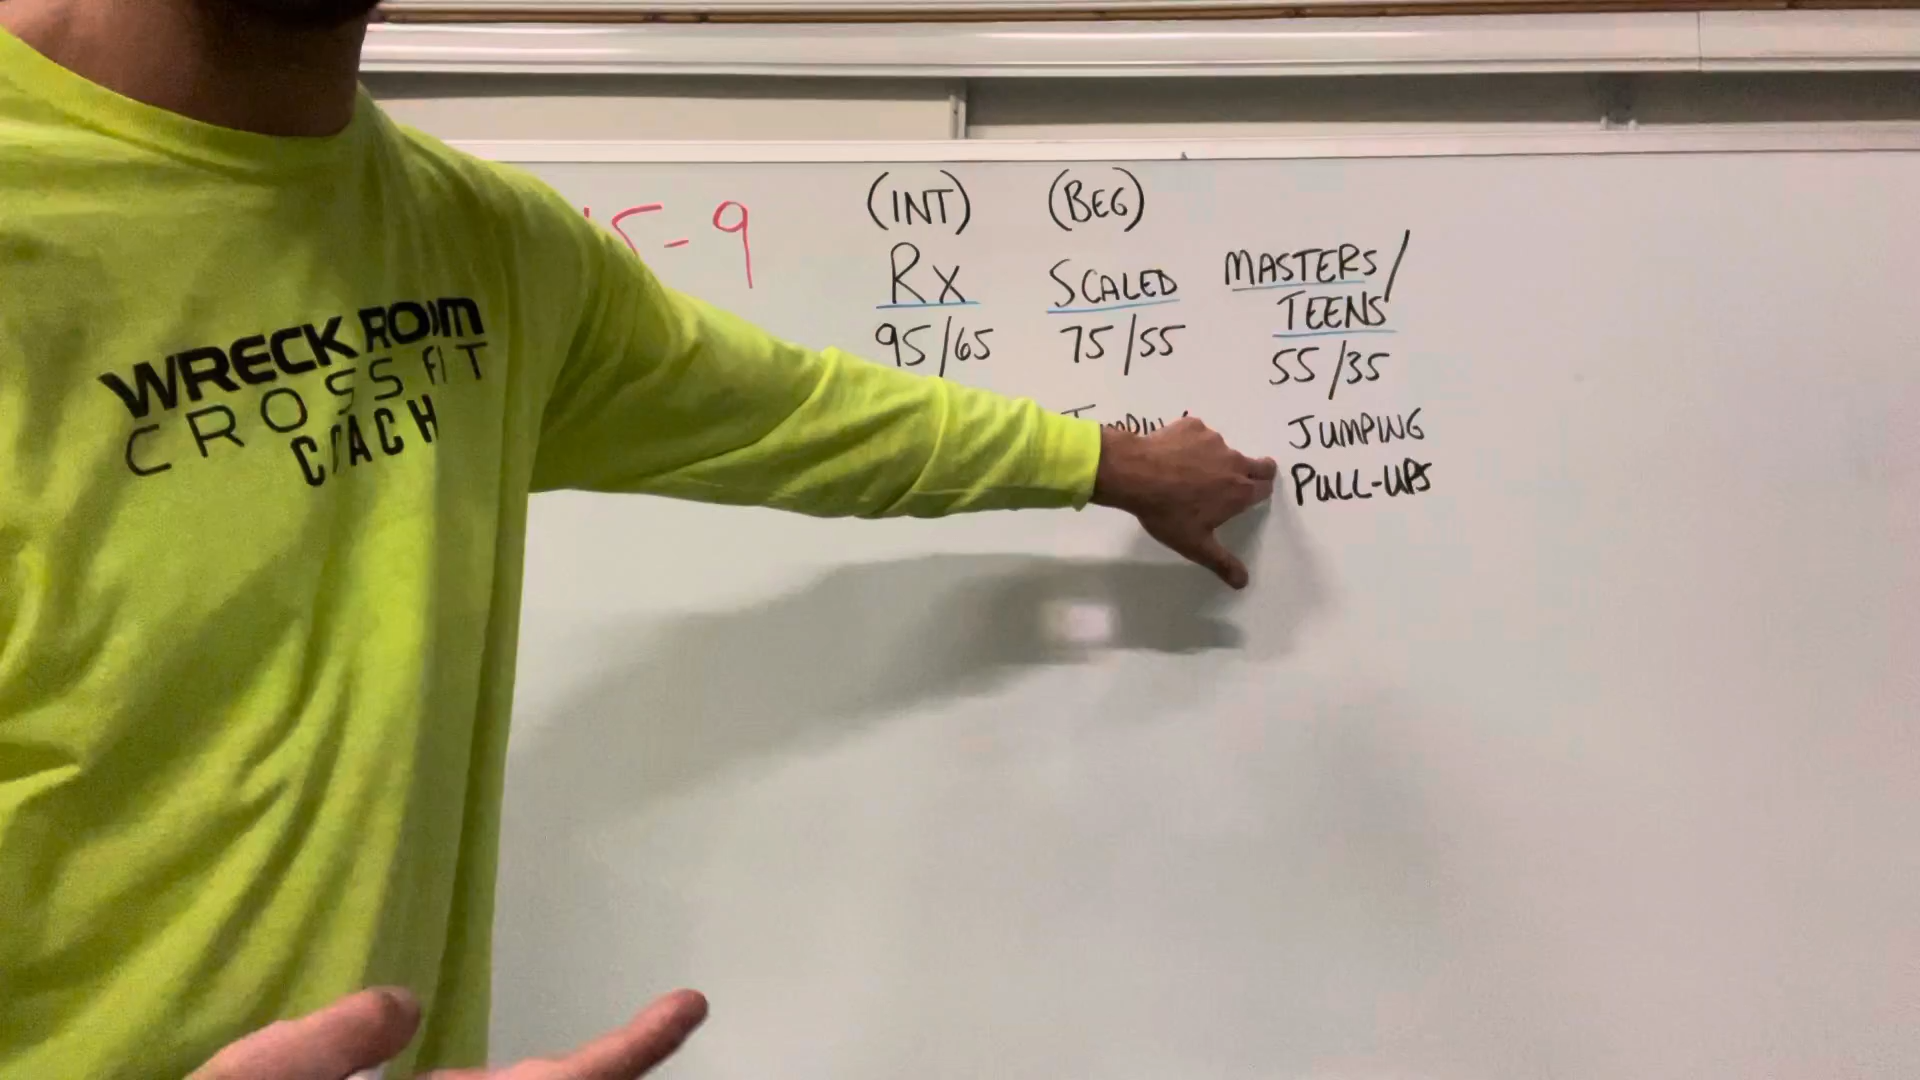 WRECK ROOM
CROSSFIT
COACH
5-9
(INT)
Rx
95/65
(BEG)
SCALED
75/55
MASTERS/
TEENS
55/35
JUMPING
PULL-UPS